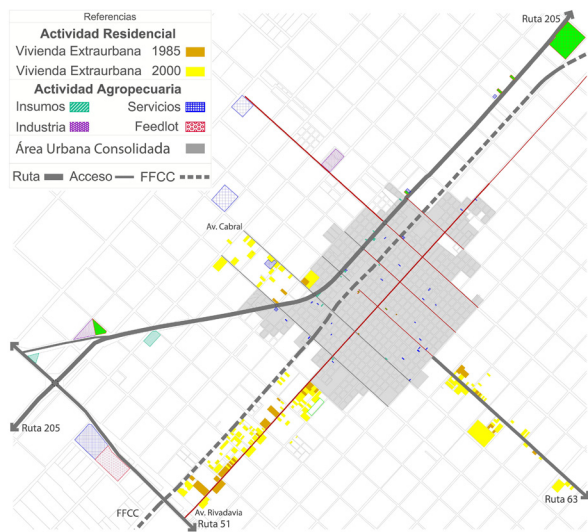 Referencias
Actividad Residencial
Vivienda Extraurbana 1985
Vivienda Extraurbana 2000
Actividad Agropecuaria
Insumos Servicios
Industria Feedlot
Área Urbana Consolidada
Ruta Acceso FFCC
Ruta 205
Av. Cabral
Ruta 205
FFCC
Av. Rivadavia
Ruta 51
Ruta 63